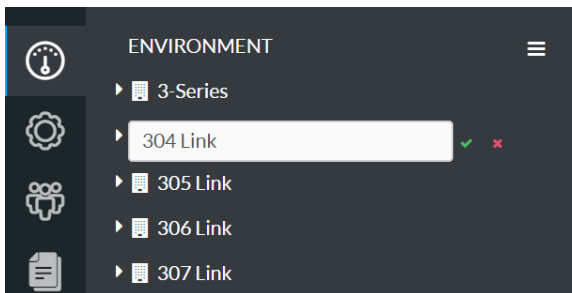 ENVIRONMENT
3-Series
304 Link
305 Link
306 Link
307 Link